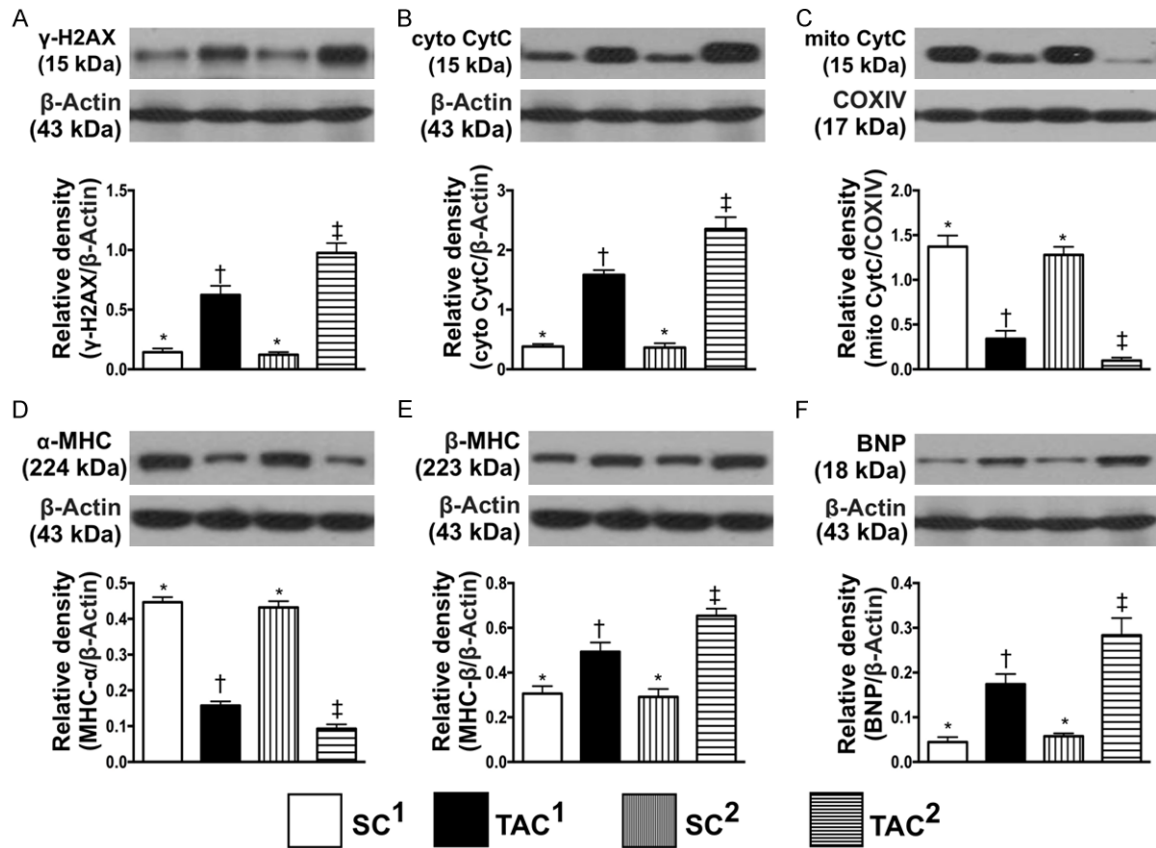 A
γ-H2AX
(15 kDa)
β-Actin
(43 kDa)
Relative density
(γ-H2AX/β-Actin)
1.5
1.0
0.5
0.0
*
†
*
‡
B
cyto CytC
(15 kDa)
β-Actin
(43 kDa)
Relative density
(cyto CytC/β-Actin)
3
2
1
0
*
†
*
‡
C
mito CytC
(15 kDa)
COXIV
(17 kDa)
Relative density
(mito CytC/COXIV)
2.0
1.5
1.0
0.5
0.0
*
†
*
‡
D
α-MHC
(224 kDa)
β-Actin
(43 kDa)
Relative density
(MHC-α/β-Actin)
0.5
0.4
0.3
0.2
0.1
0.0
*
†
*
‡
E
β-MHC
(223 kDa)
β-Actin
(43 kDa)
Relative density
(MHC-β/β-Actin)
0.8
0.6
0.4
0.2
0.0
*
†
*
‡
F
BNP
(18 kDa)
β-Actin
(43 kDa)
Relative density
(BNP/β-Actin)
0.4
0.3
0.2
0.1
0.0
*
†
*
‡
SC¹ TAC¹ SC² TAC²